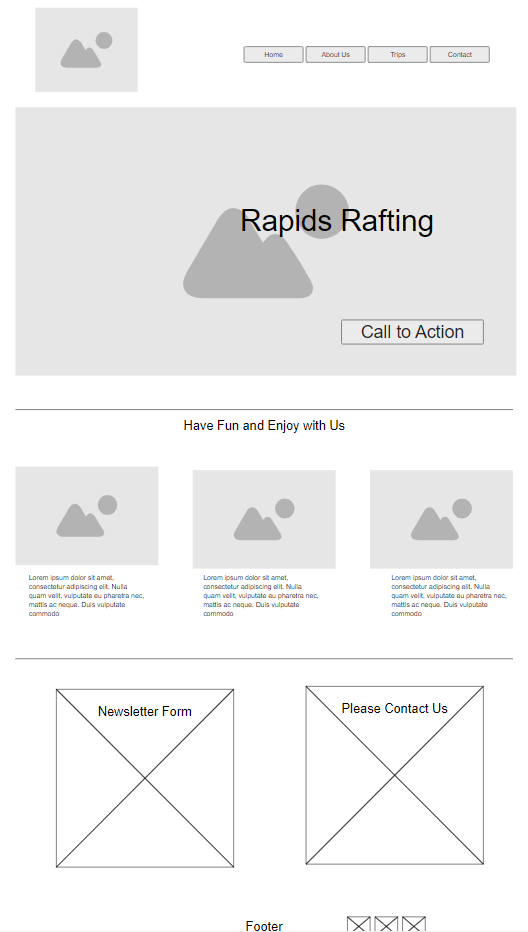 Home
About Us
Trips
Contact
Rapids Rafting
Call to Action
Have Fun and Enjoy with Us
Lorem ipsum dolor sit amet,
consectetur adipiscing elit. Nulla
quam velit, vulputate eu pharetra nec,
mattis ac neque. Duis vulputate
commodo
Lorem ipsum dolor sit amet,
consectetur adipiscing elit. Nulla
quam velit, vulputate eu pharetra nec,
mattis ac neque. Duis vulputate
commodo
Lorem ipsum dolor sit amet,
consectetur adipiscing elit. Nulla
quam velit, vulputate eu pharetra nec,
mattis ac neque. Duis vulputate
commodo
Newsletter Form
Please Contact Us
Footer